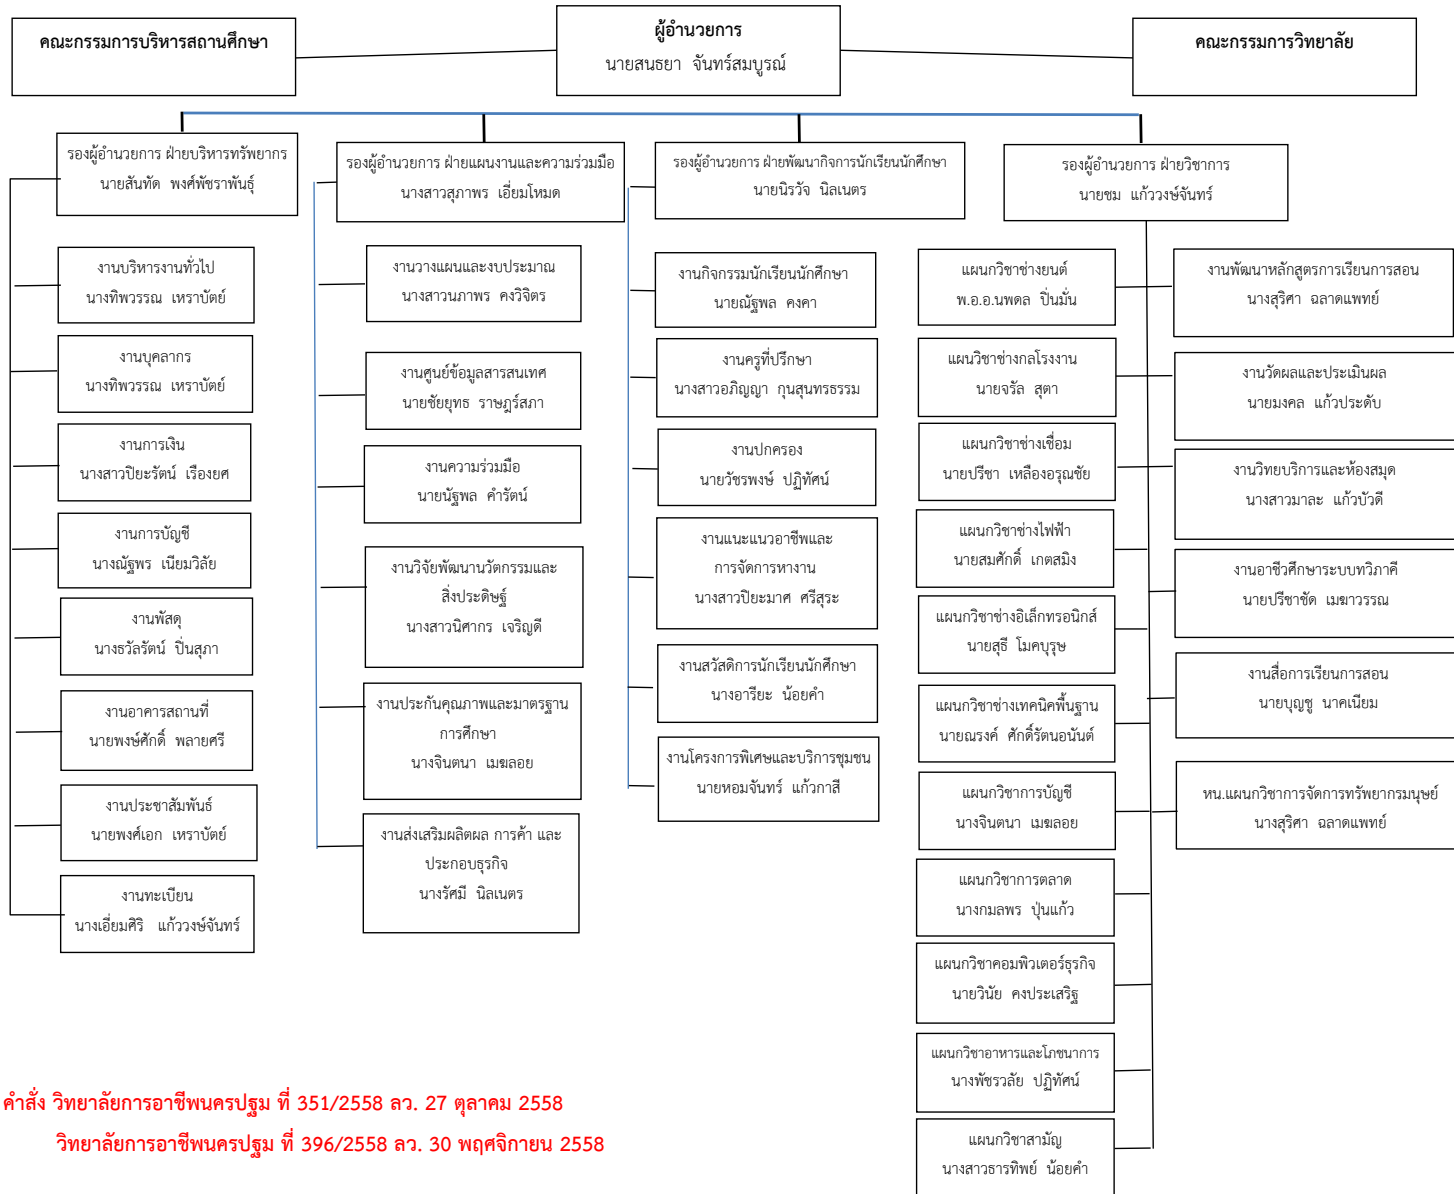 คณะกรรมการบริหารสถานศึกษา
ผู้อำนวยการ
นายสนธยา จันทร์สมบูรณ์
คณะกรรมการวิทยาลัย
รองผู้อำนวยการ ฝ่ายบริหารทรัพยากร
นายสันทัด พงศ์พัชราพันธุ์
รองผู้อำนวยการ ฝ่ายแผนงานและความร่วมมือ
นางสาวสุภาพร เอี่ยมโหมด
รองผู้อำนวยการ ฝ่ายพัฒนากิจการนักเรียนนักศึกษา
นายนิรวัจ นิลเนตร
รองผู้อำนวยการ ฝ่ายวิชาการ
นายชม แก้ววงษ์จันทร์
งานบริหารงานทั่วไป
นางทิพวรรณ เหราบัตย์
งานบุคลากร
นางทิพวรรณ เหราบัตย์
งานการเงิน
นางสาวปิยะรัตน์ เรืองยศ
งานการบัญชี
นางณัฐพร เนียมวิลัย
งานพัสดุ
นางธวัลรัตน์ ปิ่นสุภา
งานอาคารสถานที่
นายพงษ์ศักดิ์ พลายศรี
งานประชาสัมพันธ์
นายพงศ์เอก เหราบัตย์
งานทะเบียน
นางเอี่ยมศิริ แก้ววงษ์จันทร์
งานวางแผนและงบประมาณ
นางสาวนภาพร คงวิจิตร
งานศูนย์ข้อมูลสารสนเทศ
นายชัยยุทธ ราษฎร์สภา
งานความร่วมมือ
นายนัฐพล คำรัตน์
งานวิจัยพัฒนานวัตกรรมและ
สิ่งประดิษฐ์
นางสาวนิศากร เจริญดี
งานประกันคุณภาพและมาตรฐาน
การศึกษา
นางจินตนา เมฆลอย
งานส่งเสริมผลิตผล การค้า และ
ประกอบธุรกิจ
นางรัศมี นิลเนตร
งานกิจกรรมนักเรียนนักศึกษา
นายณัฐพล คงคา
งานครูที่ปรึกษา
นางสาวอภิญญา กุนสุนทรธรรม
งานปกครอง
นายวัชรพงษ์ ปฏิทัศน์
งานแนะแนวอาชีพและ
การจัดการหางาน
นางสาวปิยะมาศ ศรีสุระ
งานสวัสดิการนักเรียนนักศึกษา
นางอารียะ น้อยคำ
งานโครงการพิเศษและบริการชุมชน
นายหอมจันทร์ แก้วกาสี
แผนกวิชาช่างยนต์
พ.อ.อ.นพดล ปิ่นมั่น
แผนวิชาช่างกลโรงงาน
นายจรัล สุตา
แผนกวิชาช่างเชื่อม
นายปรีชา เหลืองอรุณชัย
แผนกวิชาช่างไฟฟ้า
นายสมศักดิ์ เกตสมิง
แผนกวิชาช่างอิเล็กทรอนิกส์
นายสุธี โมคบุรุษ
แผนกวิชาช่างเทคนิคพื้นฐาน
นายณรงค์ ศักดิ์รัตนอนันต์
แผนกวิชาการบัญชี
นางจินตนา เมฆลอย
แผนกวิชาการตลาด
นางกมลพร ปุ่นแก้ว
แผนกวิชาคอมพิวเตอร์ธุรกิจ
นายวินัย คงประเสริฐ
แผนกวิชาอาหารและโภชนาการ
นางพัชรวลัย ปฏิทัศน์
แผนกวิชาสามัญ
นางสาวธารทิพย์ น้อยคำ
งานพัฒนาหลักสูตรการเรียนการสอน
นางสุริศา ฉลาดแพทย์
งานวัดผลและประเมินผล
นายมงคล แก้วประดับ
งานวิทยบริการและห้องสมุด
นางสาวมาละ แก้วบัวดี
งานอาชีวศึกษาระบบทวิภาคี
นายปรีชาชัด เมฆาวรรณ
งานสื่อการเรียนการสอน
นายบุญชู นาคเนียม
หน.แผนกวิชาการจัดการทรัพยากรมนุษย์
นางสุริศา ฉลาดแพทย์
คำสั่ง วิทยาลัยการอาชีพนครปฐม ที่ 351/2558 ลว. 27 ตุลาคม 2558
วิทยาลัยการอาชีพนครปฐม ที่ 396/2558 ลว. 30 พฤศจิกายน 2558